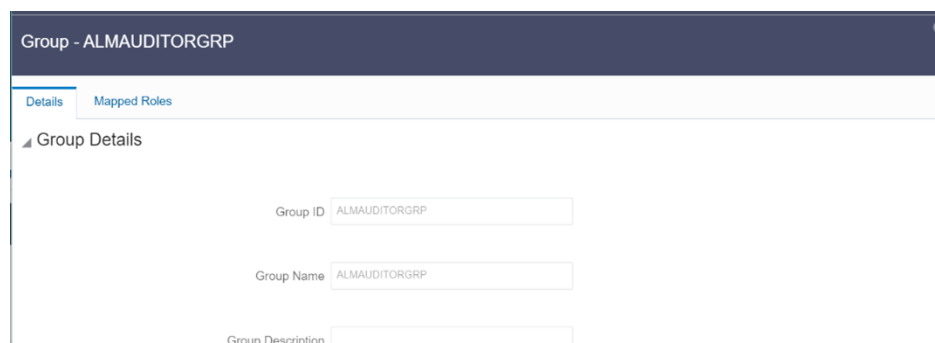 Group - ALMAUDITORGRP
Details Mapped Roles
Group Details
Group ID ALMAUDITORGRP
Group Name ALMAUDITORGRP
Group Description